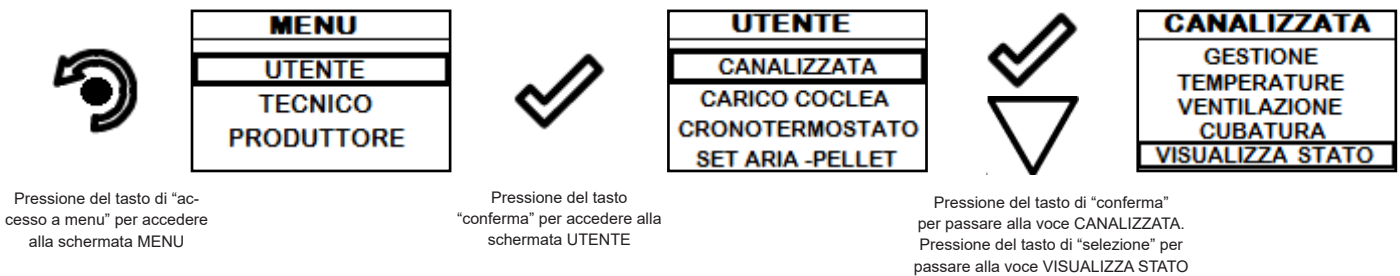 MENU
UTENTE
TECNICO
PRODUTTORE
Pressione del tasto di “ac-
cesso a menu” per accedere
alla schermata MENU
UTENTE
CANALIZZATA
CARICO COCLEA
CRONOTERMOSTATO
SET ARIA -PELLET
Pressione del tasto
“conferma” per accedere alla
schermata UTENTE
CANALIZZATA
GESTIONE
TEMPERATURE
VENTILAZIONE
CUBATURA
VISUALIZZA STATO
Pressione del tasto di “conferma”
per passare alla voce CANALIZZATA.
Pressione del tasto di “selezione” per
passare alla voce VISUALIZZA STATO